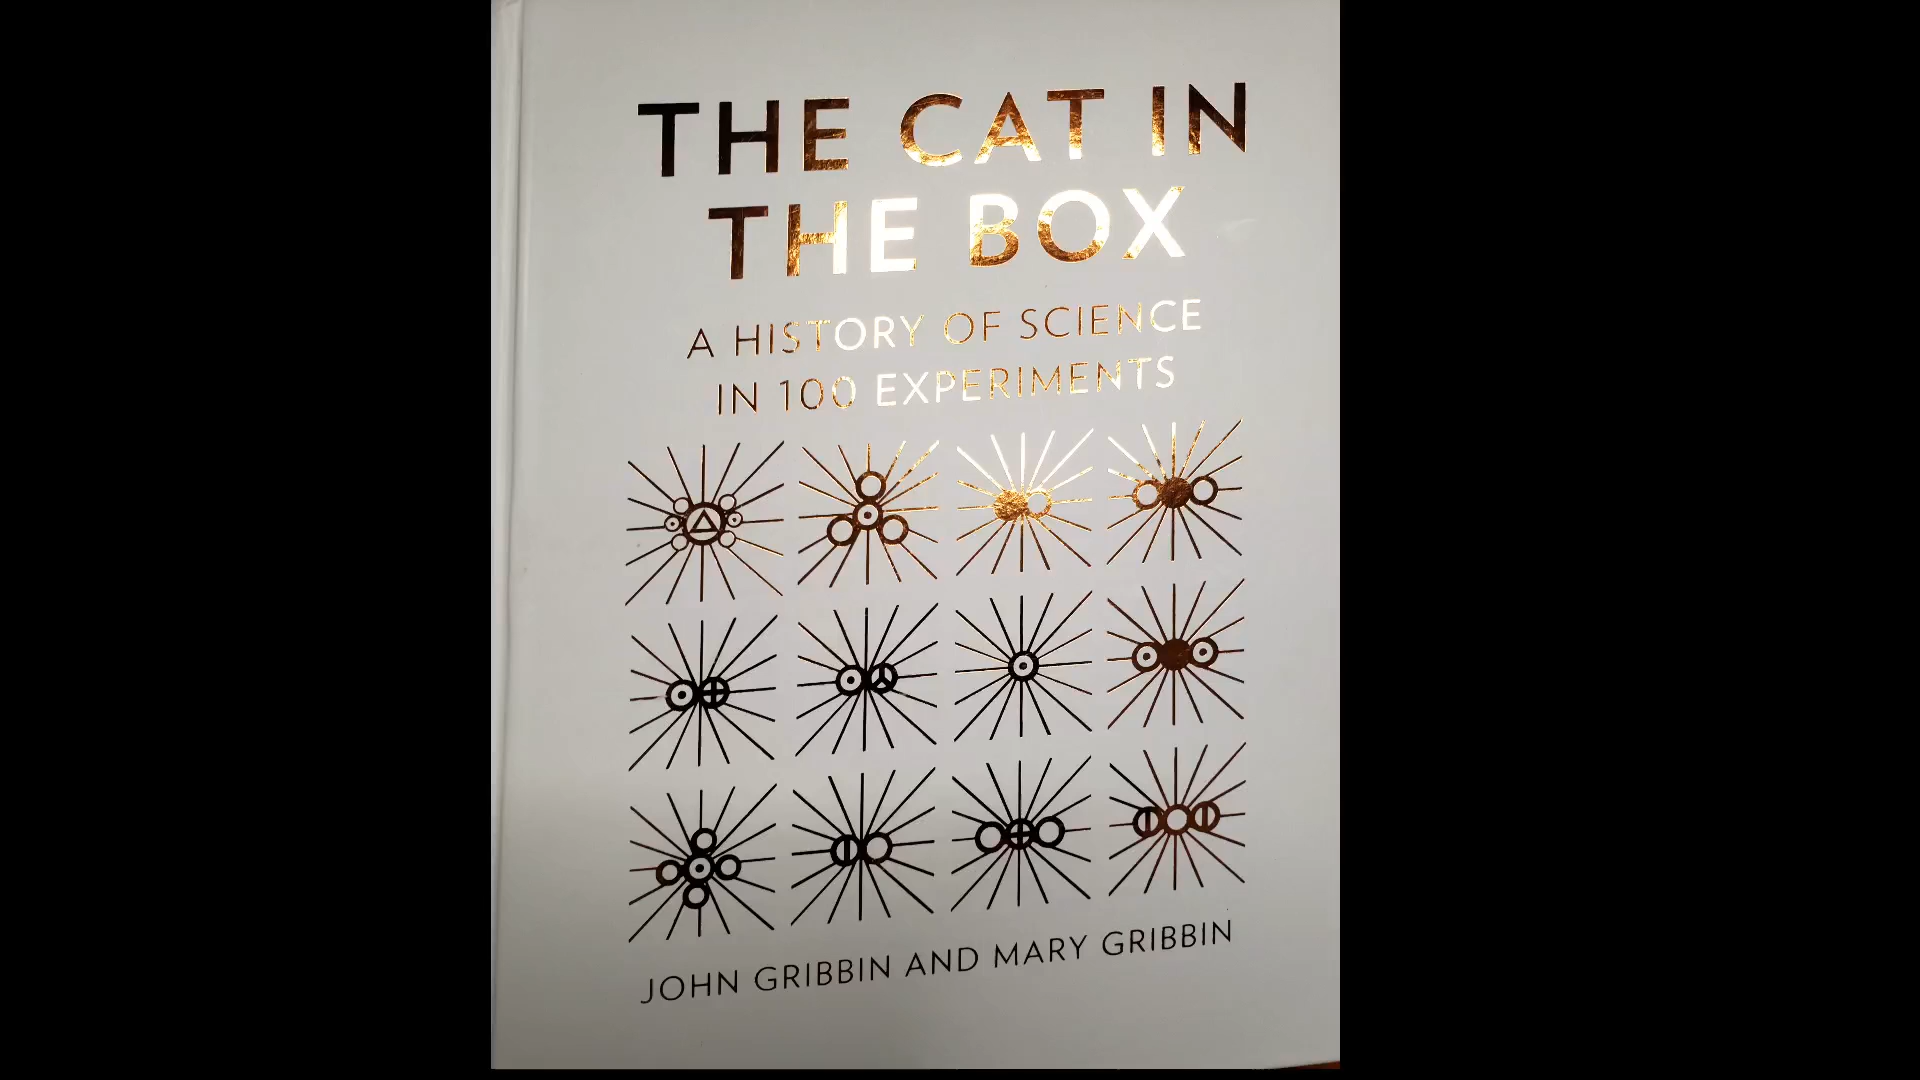 THE CAT IN
THE BOX
A HISTORY OF SCIENCE
IN 100 EXPERIMENTS
JOHN GRIBBIN AND MARY GRIBBIN